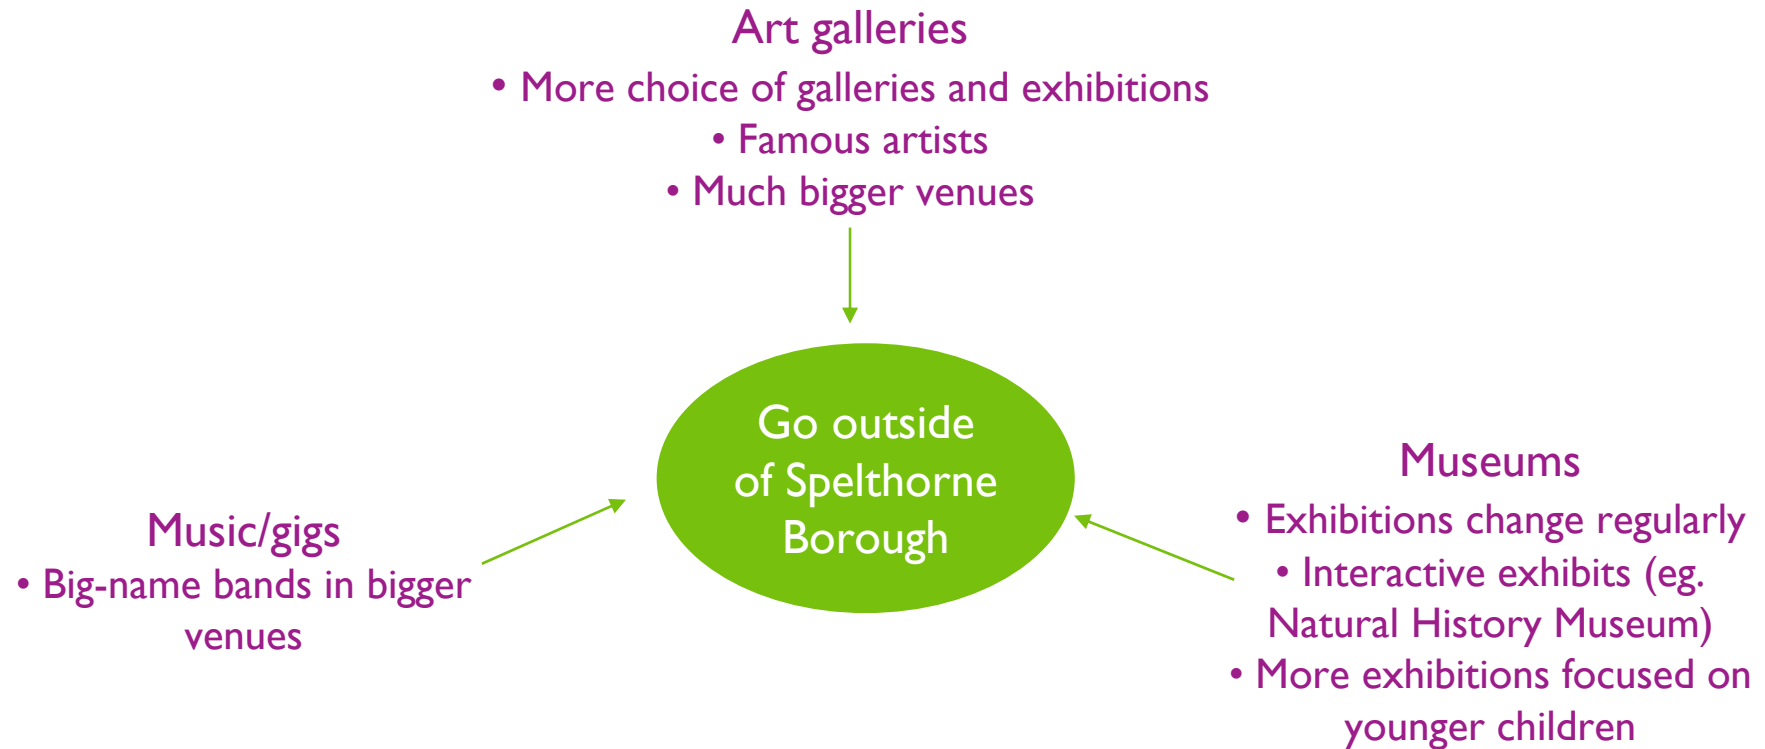 Art galleries
• More choice of galleries and exhibitions
• Famous artists
• Much bigger venues
Go outside
of Spelthorne
Borough
Music/gigs
• Big-name bands in bigger
venues
Museums
• Exhibitions change regularly
• Interactive exhibits (eg.
Natural History Museum)
• More exhibitions focused on
younger children